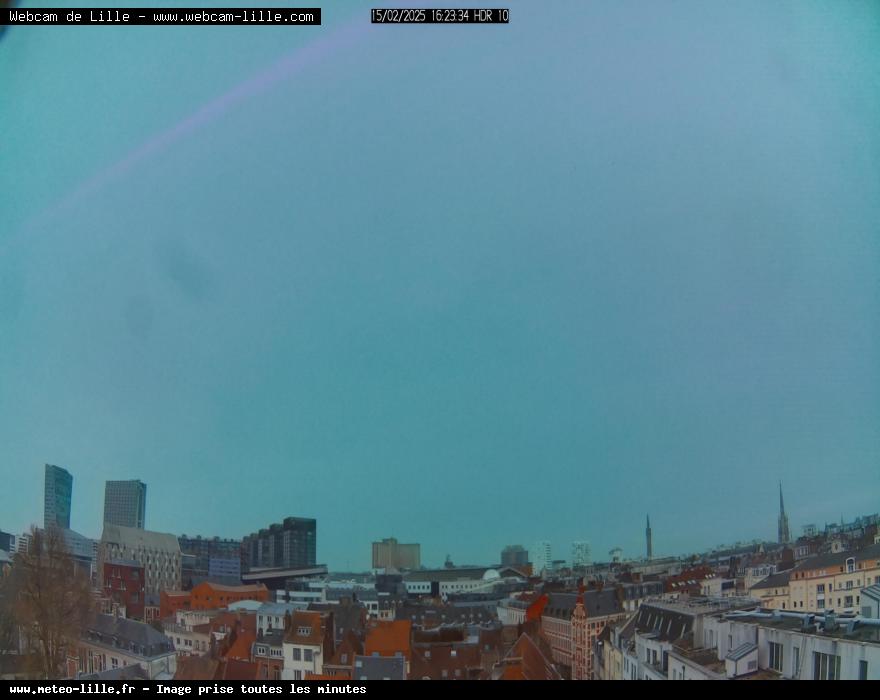 Webcam de Lille - www.webcam-lille.com
15/02/2025 16:23:34 HDR 10
www.meteo-lille.fr - Image prise toutes les minutes